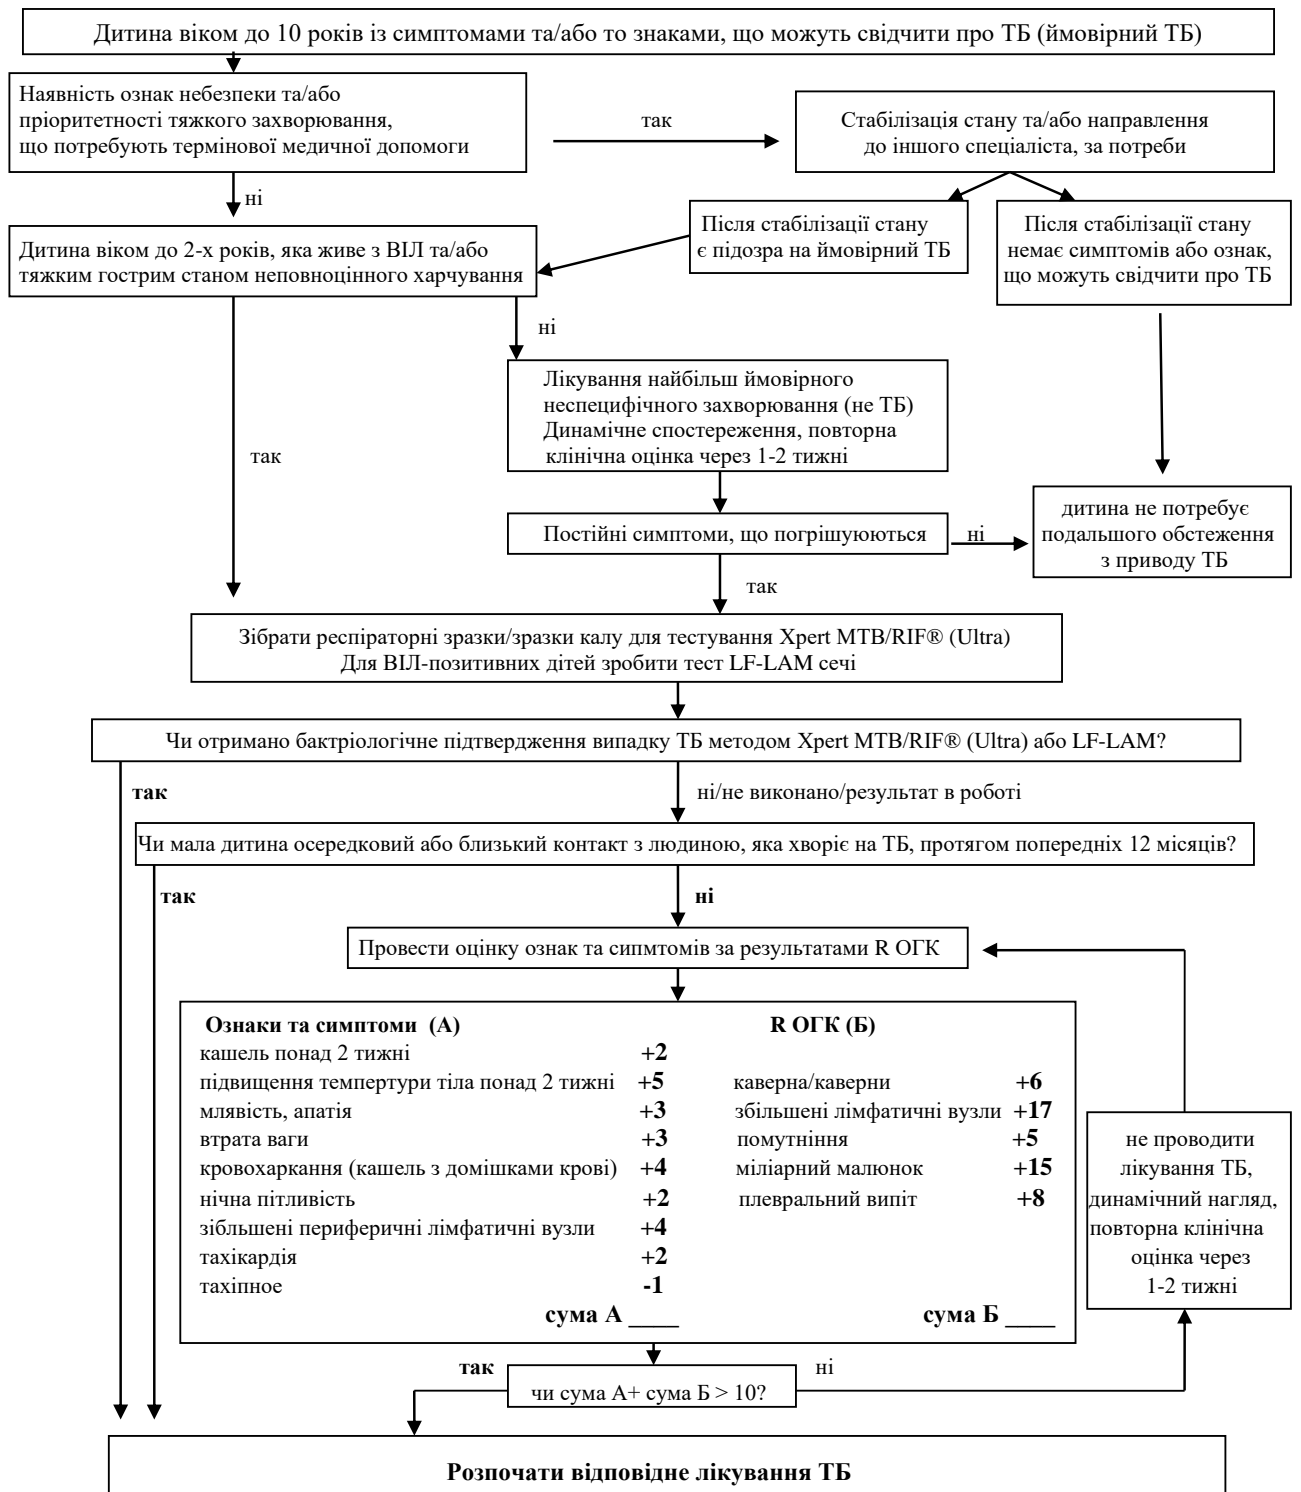 Дитина віком до 10 років із симптомами та/або то знаками, що можуть свідчити про ТБ (ймовірний ТБ)
Наявність ознак небезпеки та/або
пріоритетності тяжкого захворювання,
що потребують термінової медичної допомоги
так
Стабілізація стану та/або направлення
до іншого спеціаліста, за потреби
ні
Після стабілізації стану
є підозра на ймовірний ТБ
Після стабілізації стану
немає симптомів або ознак,
що можуть свідчити про ТБ
Дитина віком до 2-х років, яка живе з ВІЛ та/або
тяжким гострим станом неповноцінного харчування
ні
Лікування найбільш ймовірного
неспецифічного захворювання (не ТБ)
Динамічне спостереження, повторна
клінічна оцінка через 1-2 тижні
так
Постійні симптоми, що погрішуюються
ні
дитина не потребує
подальшого обстеження
з приводу ТБ
так
Зібрати респіраторні зразки/зразки калу для тестування Xpert MTB/RIF® (Ultra)
Для ВІЛ-позитивних дітей зробити тест LF-LAM сечі
Чи отримано бактріологічне підтвердження випадку ТБ методом Xpert MTB/RIF® (Ultra) або LF-LAM?
так
ні/не виконано/результат в роботі
Чи мала дитина осередковий або близький контакт з людиною, яка хворіє на ТБ, протягом попередніх 12 місяців?
так
ні
Провести оцінку ознак та сипмтомів за результатами R ОГК
Ознаки та симптоми (А)
R ОГК (Б)
кашель понад 2 тижні +2
підвищення темпертури тіла понад 2 тижні +5
каверна/каверни +6
млявість, апатія +3
збільшені лімфатичні вузли +17
втрата ваги +3
помутніння +5
кровохаркання (кашель з домішками крові) +4
міліарний малюнок +15
нічна пітливість +2
плевральний випіт +8
зібльшені периферичні лімфатичні вузли +4
тахікардія +2
тахіпное -1
сума А ____
сума Б ____
не проводити
лікування ТБ,
динамічний нагляд,
повторна клінічна
оцінка через
1-2 тижні
так
чи сума А+ сума Б > 10?
ні
Розпочати відповідне лікування ТБ